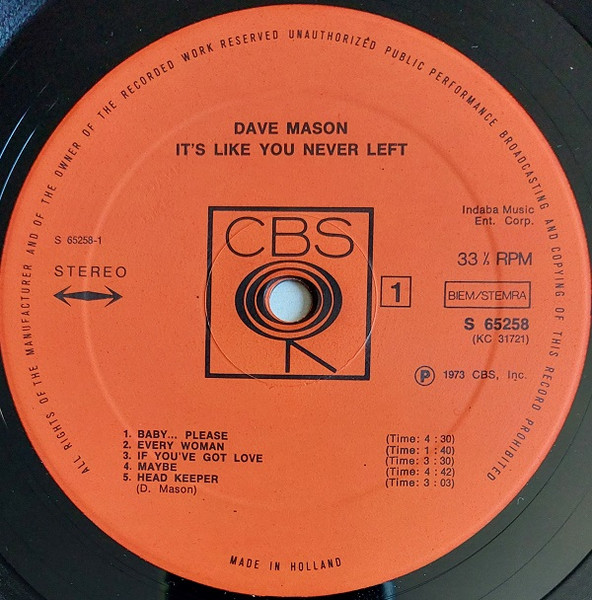 ALL RIGHTS OF THE MANUFACTURER AND OF THE OWNER OF THE RECORDED WORK RESERVED UNAUTHORIZED PUBLIC PERFORMANCE BROADCASTING AND COPYING OF THIS RECORD PROHIBITED
DAVE MASON
IT'S LIKE YOU NEVER LEFT
Indaba Music
Ent. Corp.
S 65258-1
STEREO
CBS
33 ⅓ RPM
1
BIEM/STEMRA
S 65258
(KC 31721)
Ⓟ 1973 CBS, Inc.
1. BABY... PLEASE (Time: 4 : 30)
2. EVERY WOMAN (Time: 1 : 40)
3. IF YOU'VE GOT LOVE (Time: 3 : 30)
4. MAYBE (Time: 4 : 42)
5. HEAD KEEPER (Time: 3 : 03)
(D. Mason)
MADE IN HOLLAND